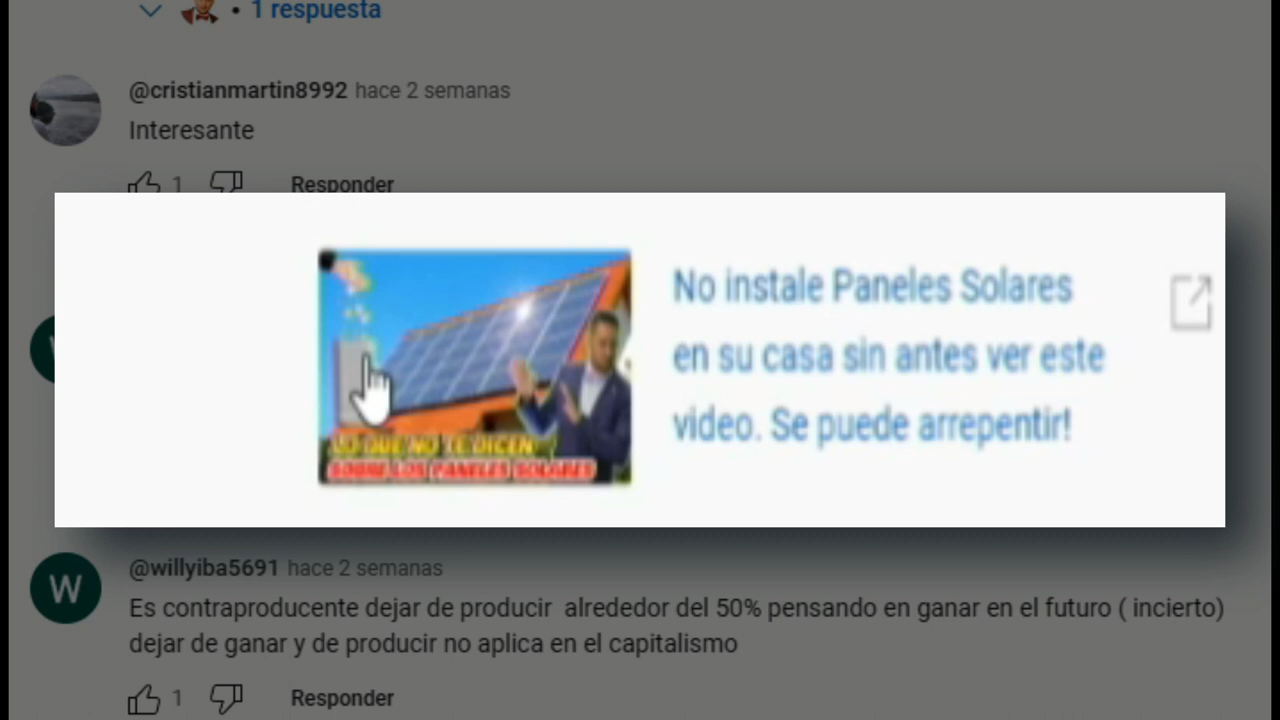 1 respuesta
@cristianmartin8992 hace 2 semanas
Interesante
1 Responder
No instale Paneles Solares
en su casa sin antes ver este
video. Se puede arrepentir!
LO QUE NO TE DICEN
SOBRE LOS PANELES SOLARES
W @willyiba5691 hace 2 semanas
Es contraproducente dejar de producir alrededor del 50% pensando en ganar en el futuro ( incierto)
dejar de ganar y de producir no aplica en el capitalismo
1 Responder